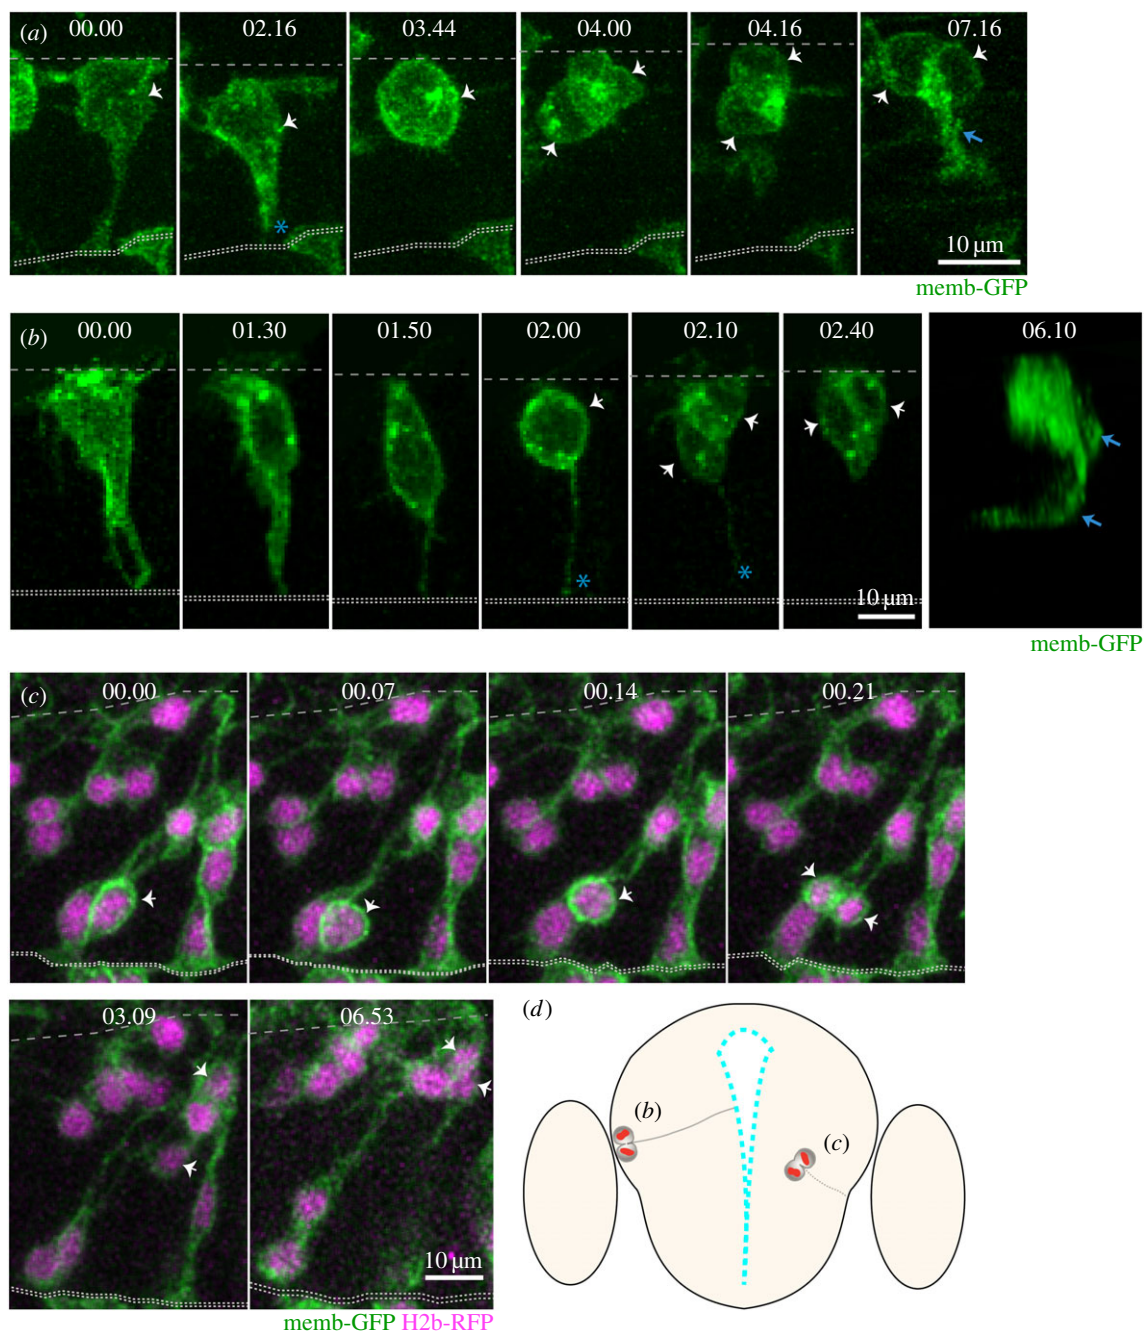 (a) 00.00 02.16 03.44 04.00 04.16 07.16
*
10 µm
memb-GFP
(b) 00.00 01.30 01.50 02.00 02.10 02.40 06.10
* *
10 µm
memb-GFP
(c) 00.00 00.07 00.14 00.21
03.09 06.53
10 µm
memb-GFP H2b-RFP
(d)
(b)
(c)